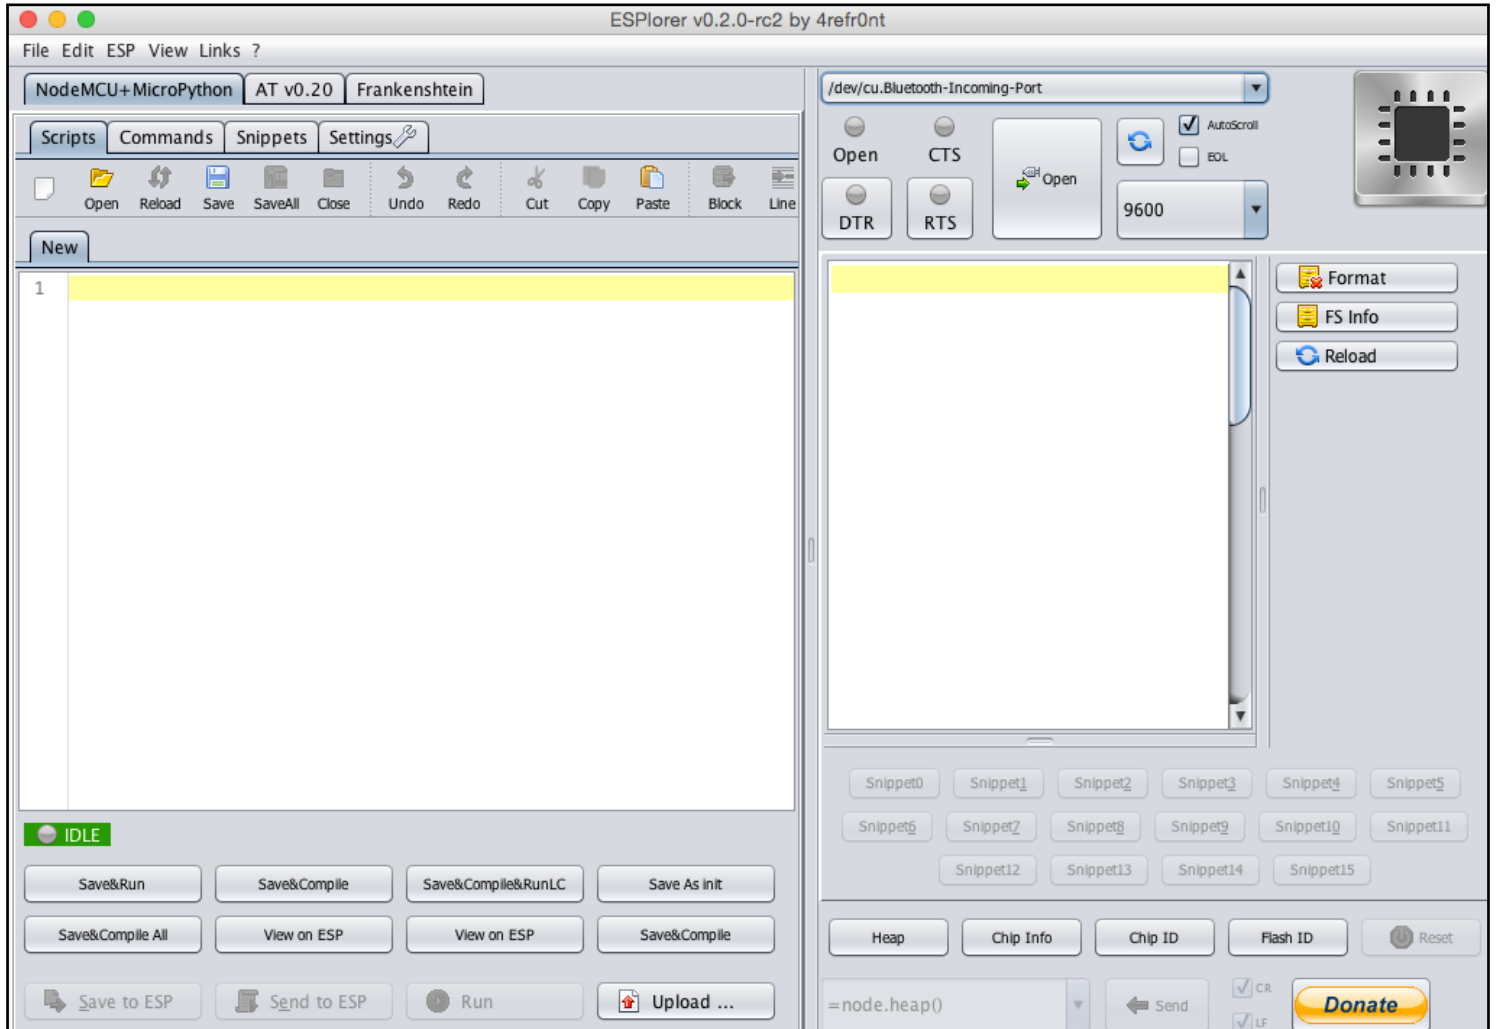 ESPlorer v0.2.0-rc2 by 4refr0nt
File Edit ESP View Links ?
NodeMCU+MicroPython AT v0.20 Frankenshtein
Scripts Commands Snippets Settings
Open Reload Save SaveAll Close Undo Redo Cut Copy Paste Block Line
New
1
IDLE
Save&Run Save&Compile Save&Compile&RunLC Save As init
Save&Compile All View on ESP View on ESP Save&Compile
Save to ESP Send to ESP Run Upload ...
/dev/cu.Bluetooth-Incoming-Port
Open CTS Open AutoScroll
EOL
DTR RTS 9600
Format
FS Info
Reload
Snippet0 Snippet1 Snippet2 Snippet3 Snippet4 Snippet5
Snippet6 Snippet7 Snippet8 Snippet9 Snippet10 Snippet11
Snippet12 Snippet13 Snippet14 Snippet15
Heap Chip Info Chip ID Flash ID Reset
=node.heap() Send CR Donate
LF